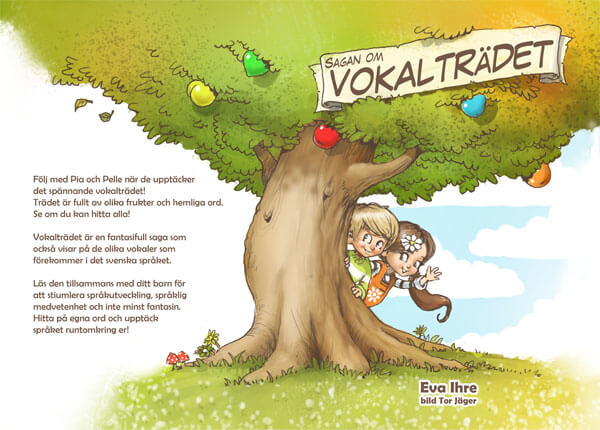 SAGAN OM
VOKALTRÄDET
Följ med Pia och Pelle när de upptäcker
det spännande vokalträdet!
Trädet är fullt av olika frukter och hemliga ord.
Se om du kan hitta alla!
Vokalträdet är en fantasifull saga som
också visar på de olika vokaler som
förekommer i det svenska språket.
Läs den tillsammans med ditt barn för
att stiumlera språkutveckling, språklig
medvetenhet och inte minst fantasin.
Hitta på egna ord och upptäck
språket runtomkring er!
Eva Ihre
bild Tor Jäger